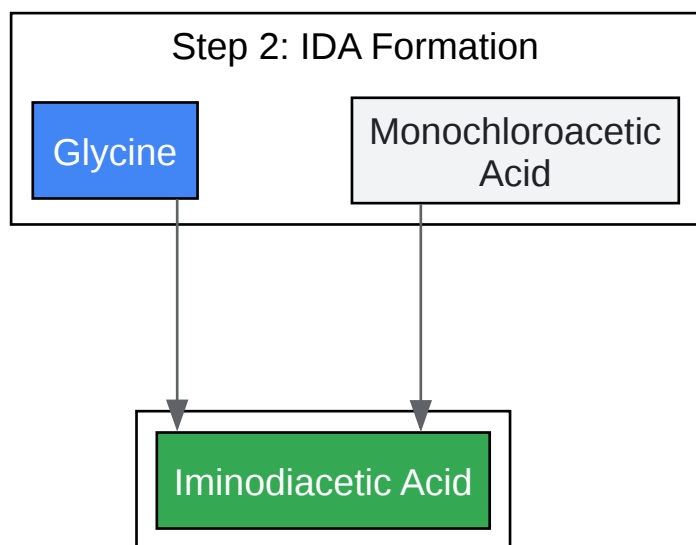 Step 2: IDA Formation
Glycine
Monochloroacetic
Acid
Iminodiacetic Acid